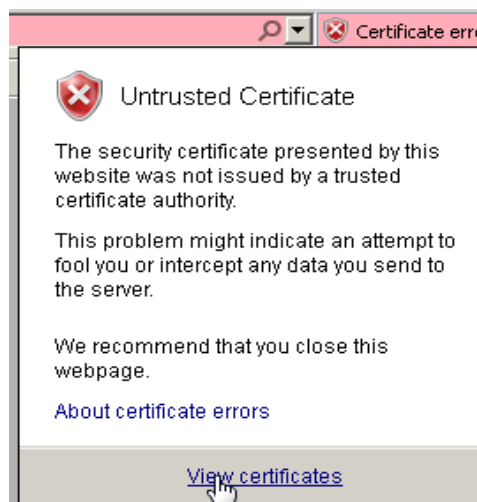 Certificate erro
Untrusted Certificate
The security certificate presented by this
website was not issued by a trusted
certificate authority.
This problem might indicate an attempt to
fool you or intercept any data you send to
the server.
We recommend that you close this
webpage.
About certificate errors
View certificates